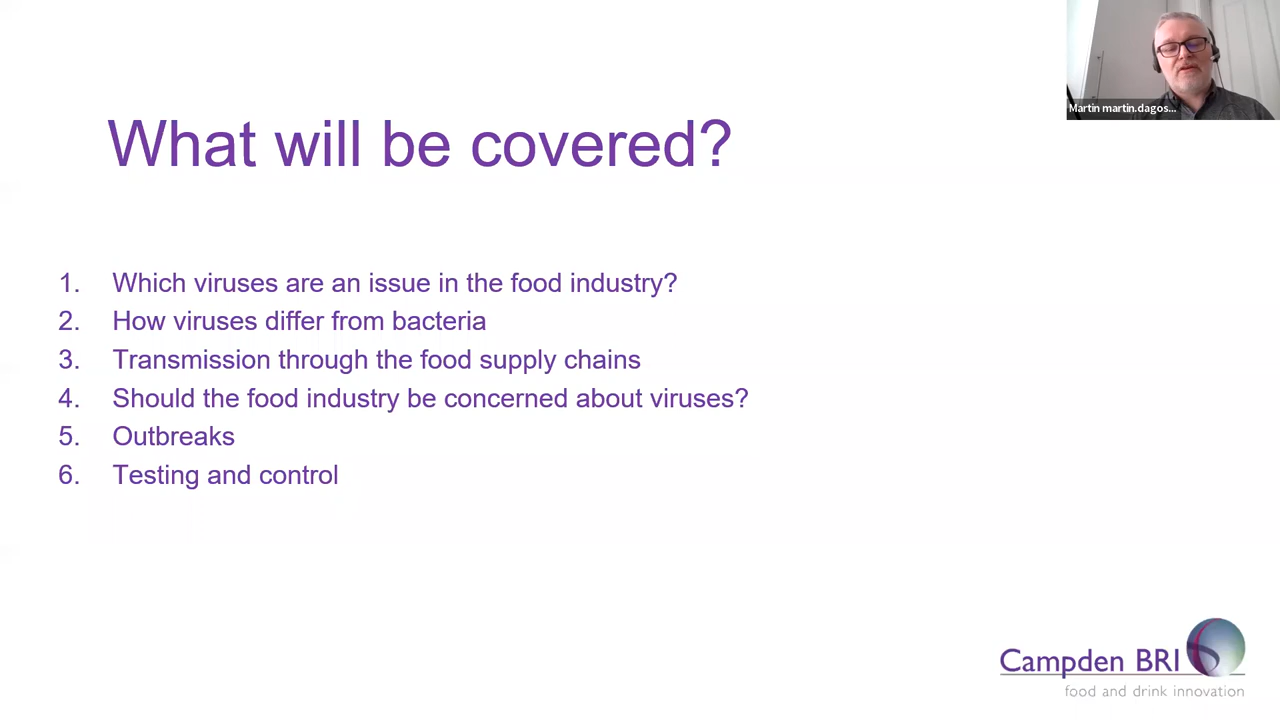 Martin martin.dagos...
What will be covered?
1. Which viruses are an issue in the food industry?
2. How viruses differ from bacteria
3. Transmission through the food supply chains
4. Should the food industry be concerned about viruses?
5. Outbreaks
6. Testing and control
Campden BRI
food and drink innovation